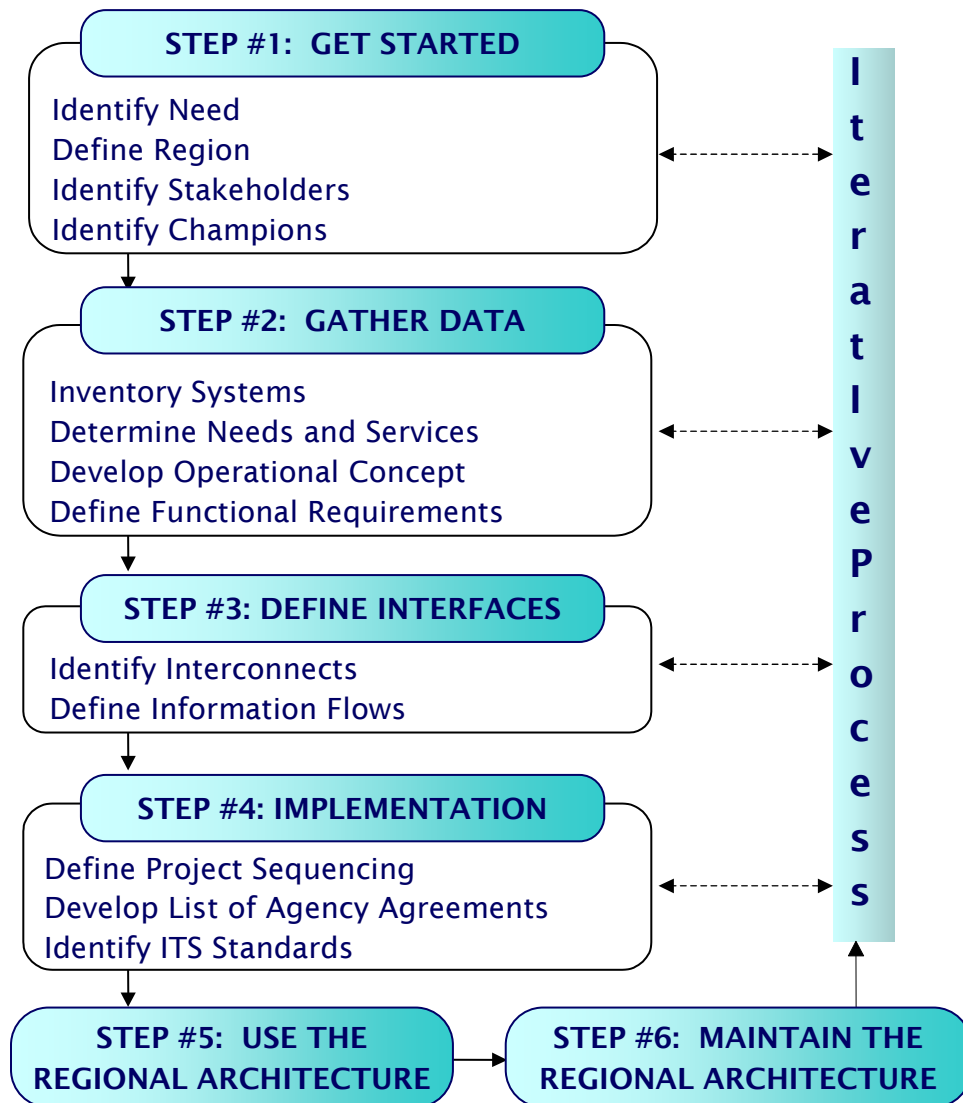 STEP #1: GET STARTED
Identify Need
Define Region
Identify Stakeholders
Identify Champions
STEP #2: GATHER DATA
Inventory Systems
Determine Needs and Services
Develop Operational Concept
Define Functional Requirements
STEP #3: DEFINE INTERFACES
Identify Interconnects
Define Information Flows
STEP #4: IMPLEMENTATION
Define Project Sequencing
Develop List of Agency Agreements
Identify ITS Standards
STEP #5: USE THE
REGIONAL ARCHITECTURE
STEP #6: MAINTAIN THE
REGIONAL ARCHITECTURE
IteratIveProcess